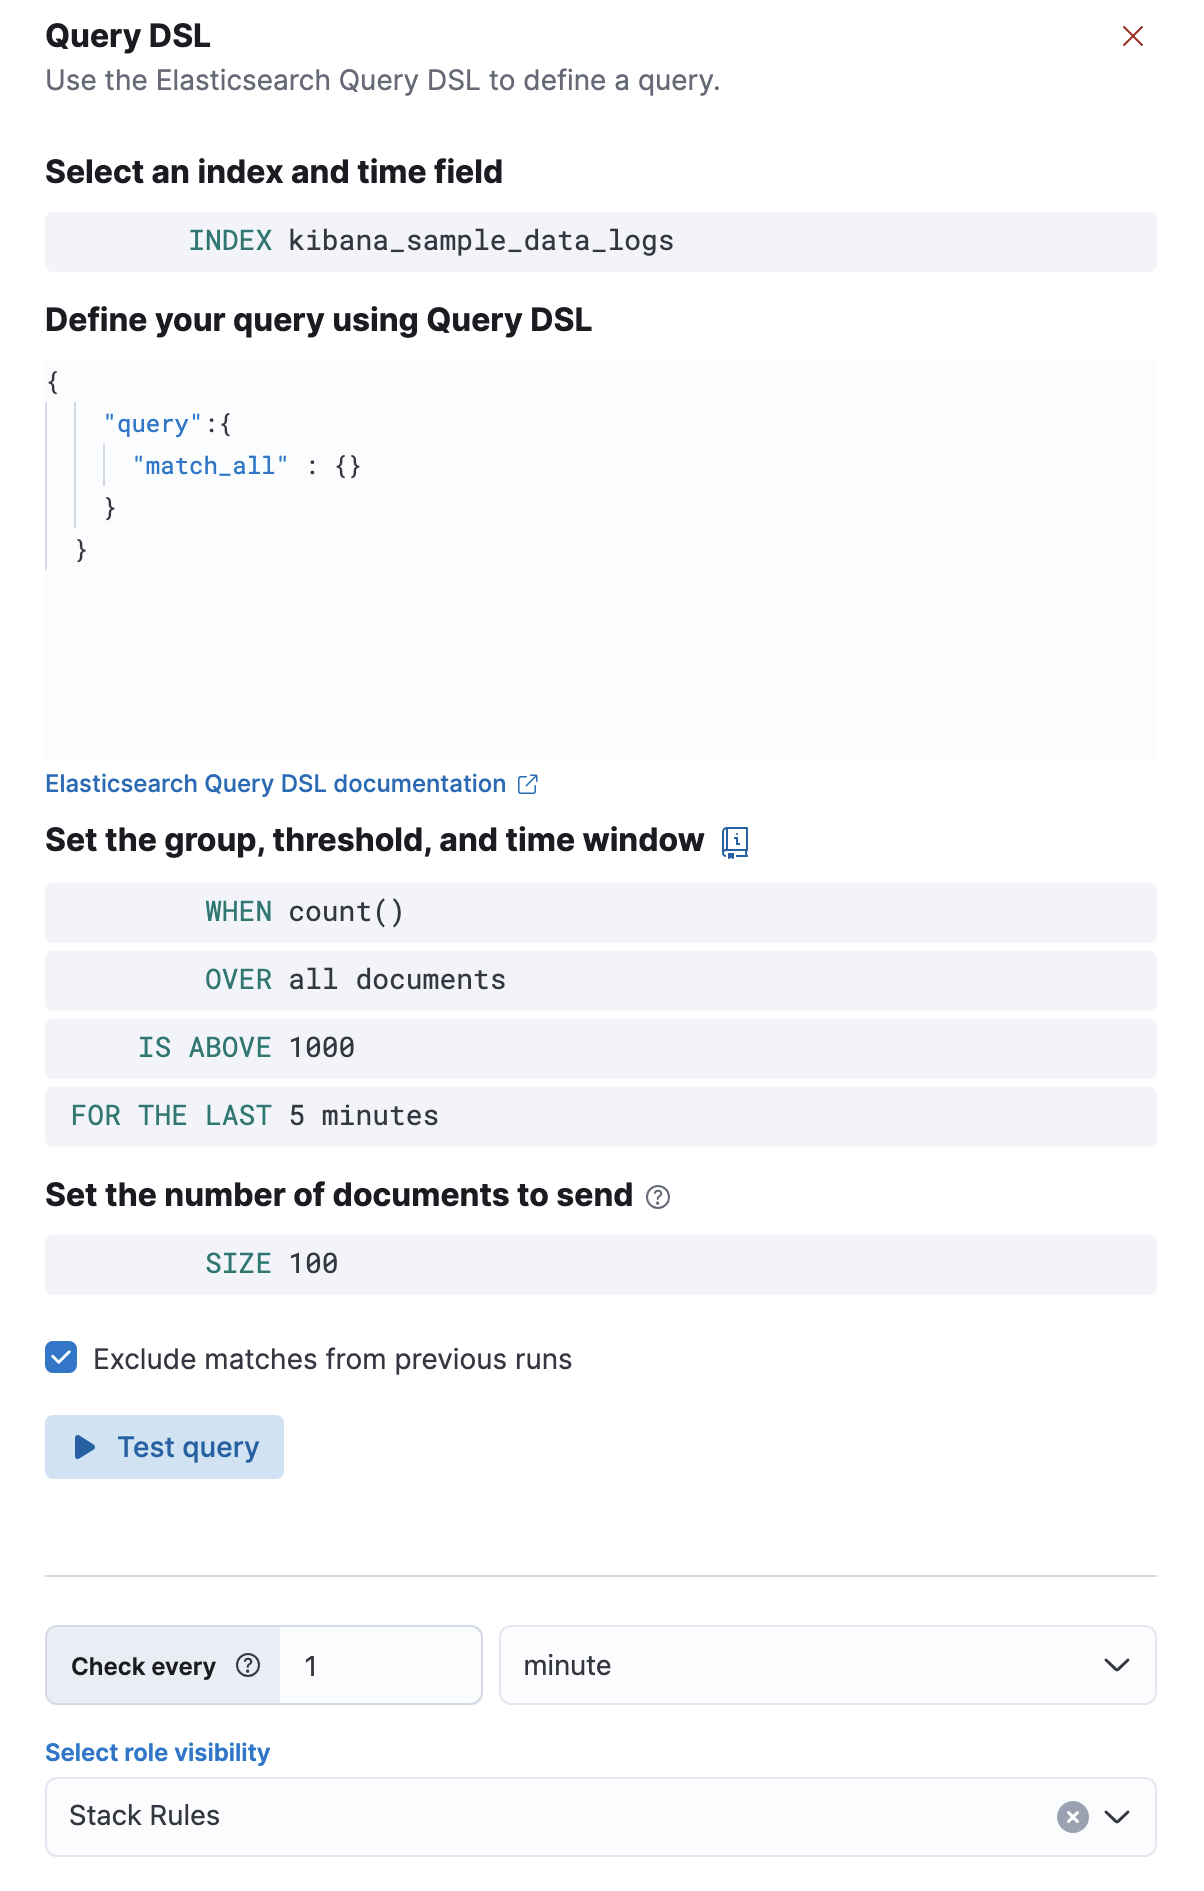 Query DSL
Use the Elasticsearch Query DSL to define a query.
Select an index and time field
INDEX kibana_sample_data_logs
Define your query using Query DSL
{
"query":{
"match_all" : {}
}
}
Elasticsearch Query DSL documentation
Set the group, threshold, and time window
WHEN count()
OVER all documents
IS ABOVE 1000
FOR THE LAST 5 minutes
Set the number of documents to send
SIZE 100
Exclude matches from previous runs
Test query
Check every 1 minute
Select role visibility
Stack Rules